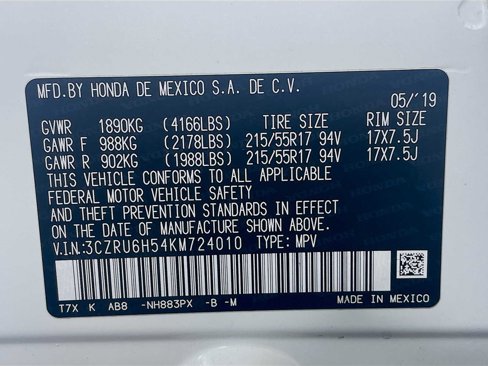 MFD.BY HONDA DE MEXICO S.A. DE C.V.
05/'19
GVWR 1890KG (4166LBS) TIRE SIZE RIM SIZE
GAWR F 988KG (2178LBS) 215/55R17 94V 17X7.5J
GAWR R 902KG (1988LBS) 215/55R17 94V 17X7.5J
THIS VEHICLE CONFORMS TO ALL APPLICABLE
FEDERAL MOTOR VEHICLE SAFETY
AND THEFT PREVENTION STANDARDS IN EFFECT
ON THE DATE OF MANUFACTURE SHOWN ABOVE.
V.I.N.:3CZRU6H54KM724010 TYPE: MPV
T7X K AB8 -NH883PX -B -M
MADE IN MEXICO